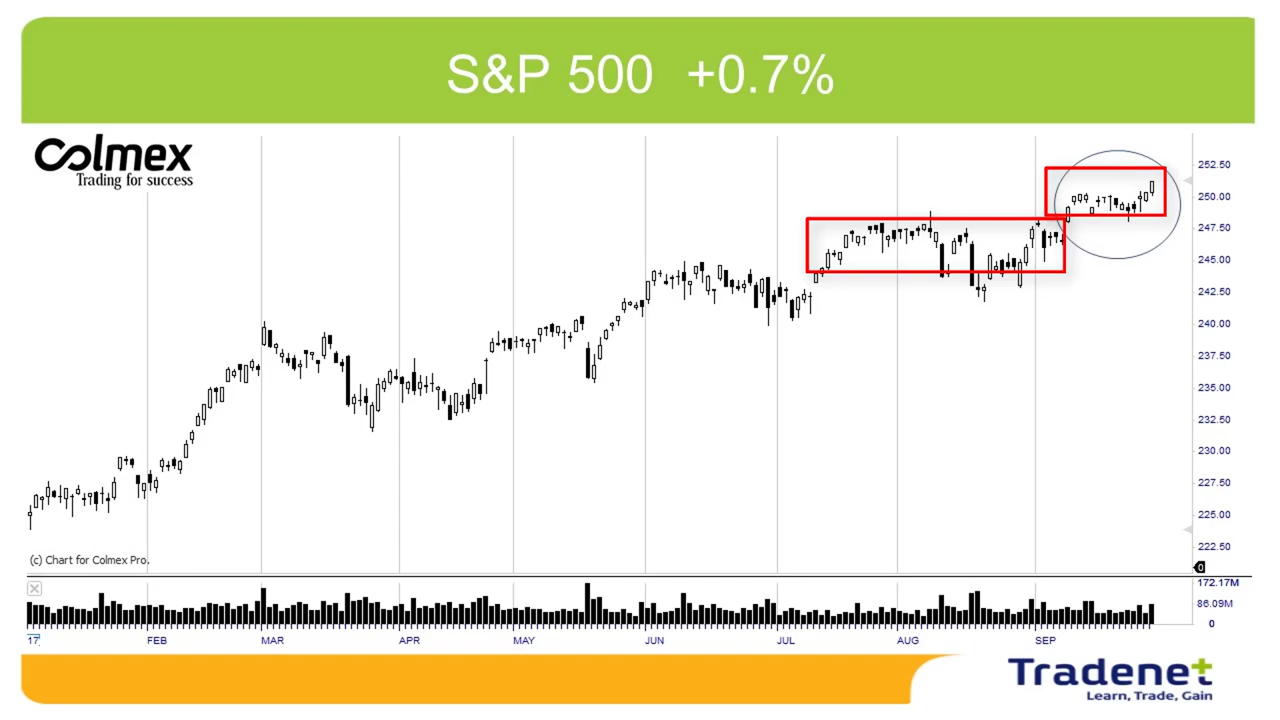 S&P 500 +0.7%
Colmex
Trading for success
252.50
250.00
247.50
245.00
242.50
240.00
237.50
235.00
232.50
230.00
227.50
225.00
222.50
(c) Chart for Colmex Pro.
0
172.17M
86.09M
0
17 FEB MAR APR MAY JUN JUL AUG SEP
Tradenet
Learn, Trade, Gain